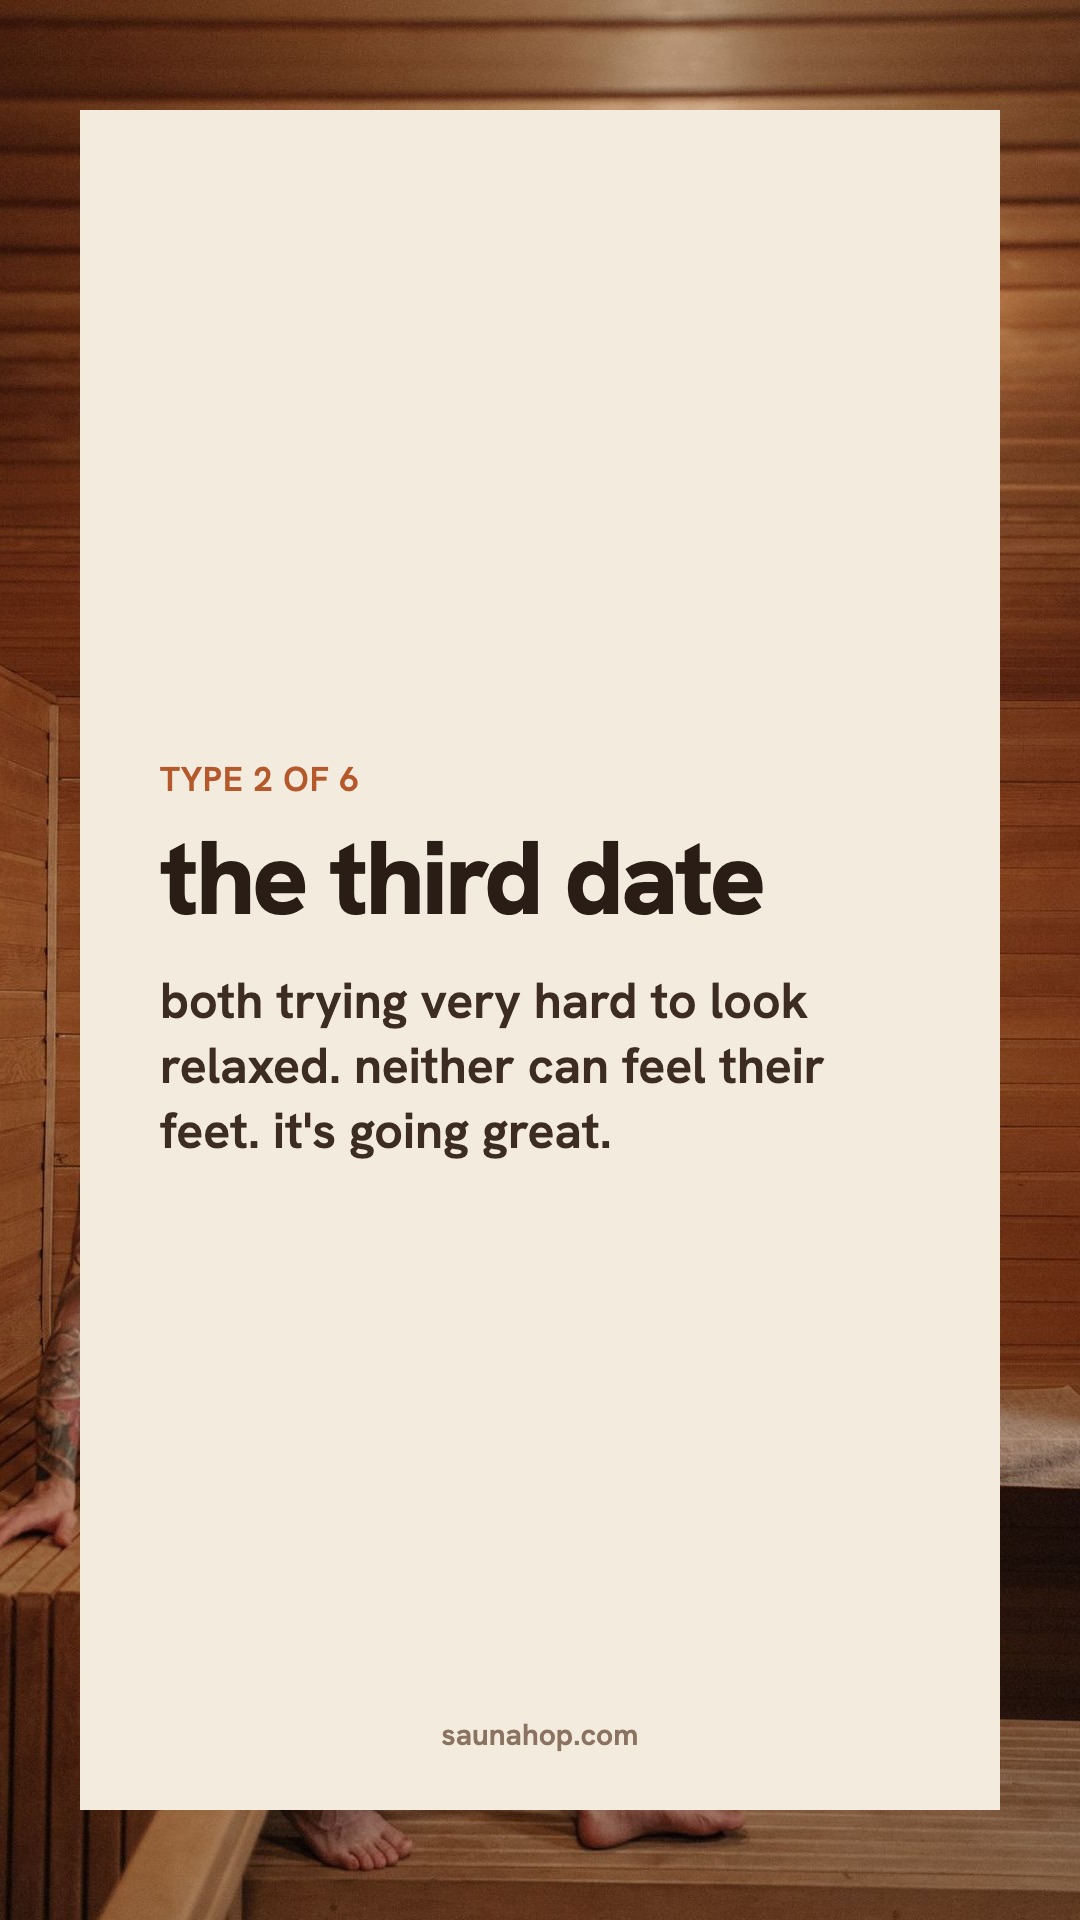 TYPE 2 OF 6
the third date
both trying very hard to look
relaxed. neither can feel their
feet. it's going great.
saunahop.com